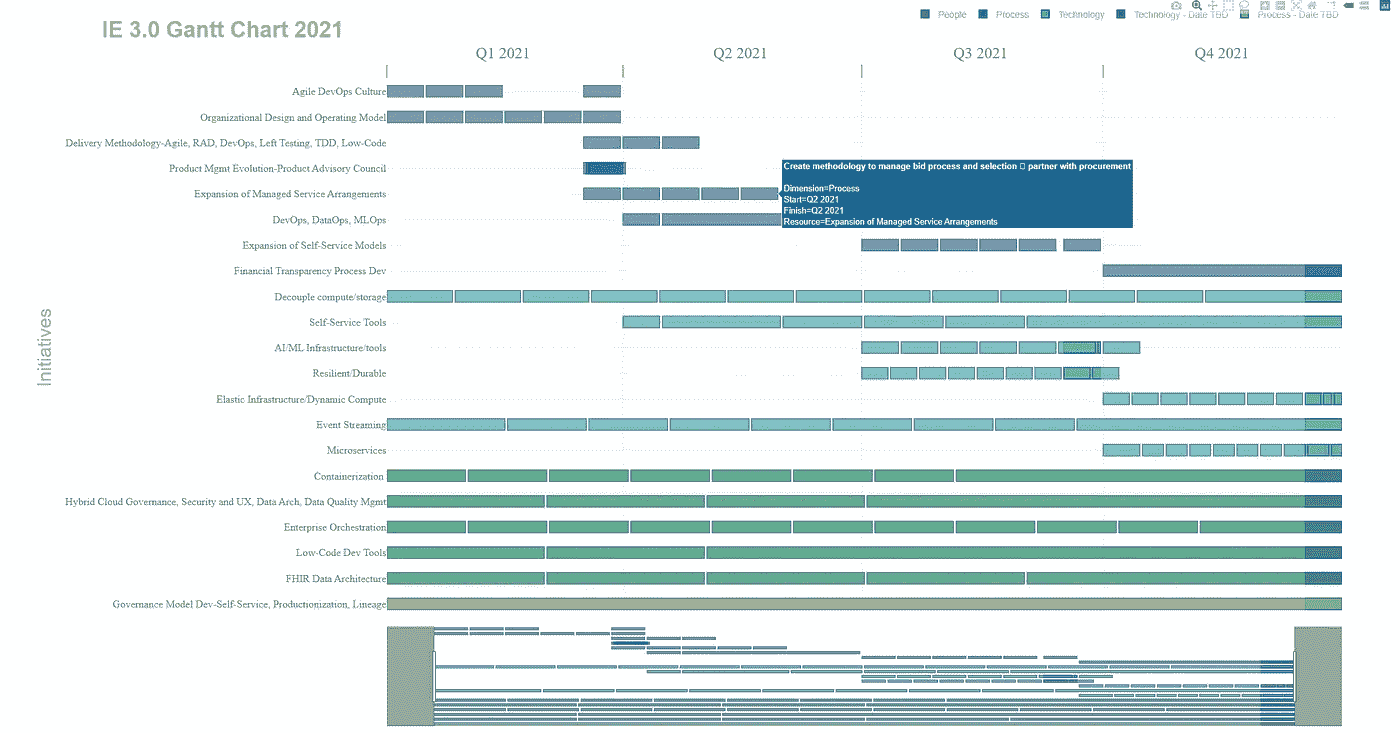 People Process Technology Technology - Date TBD Process - Date TBD
IE 3.0 Gantt Chart 2021
Q1 2021 Q2 2021 Q3 2021 Q4 2021
Agile DevOps Culture
Organizational Design and Operating Model
Delivery Methodology-Agile, RAD, DevOps, Left Testing, TDD, Low-Code
Product Mgmt Evolution-Product Advisory Council
Create methodology to manage bid process and selection partner with procurement
Dimension=Process
Start=Q2 2021
Finish=Q2 2021
Resource=Expansion of Managed Service Arrangements
Expansion of Managed Service Arrangements
DevOps, DataOps, MLOps
Expansion of Self-Service Models
Financial Transparency Process Dev
Decouple compute/storage
Self-Service Tools
AI/ML Infrastructure/tools
Resilient/Durable
Elastic Infrastructure/Dynamic Compute
Event Streaming
Microservices
Containerization
Hybrid Cloud Governance, Security and UX, Data Arch, Data Quality Mgmt
Enterprise Orchestration
Low-Code Dev Tools
FHIR Data Architecture
Governance Model Dev-Self-Service, Productionization, Lineage
Initiatives